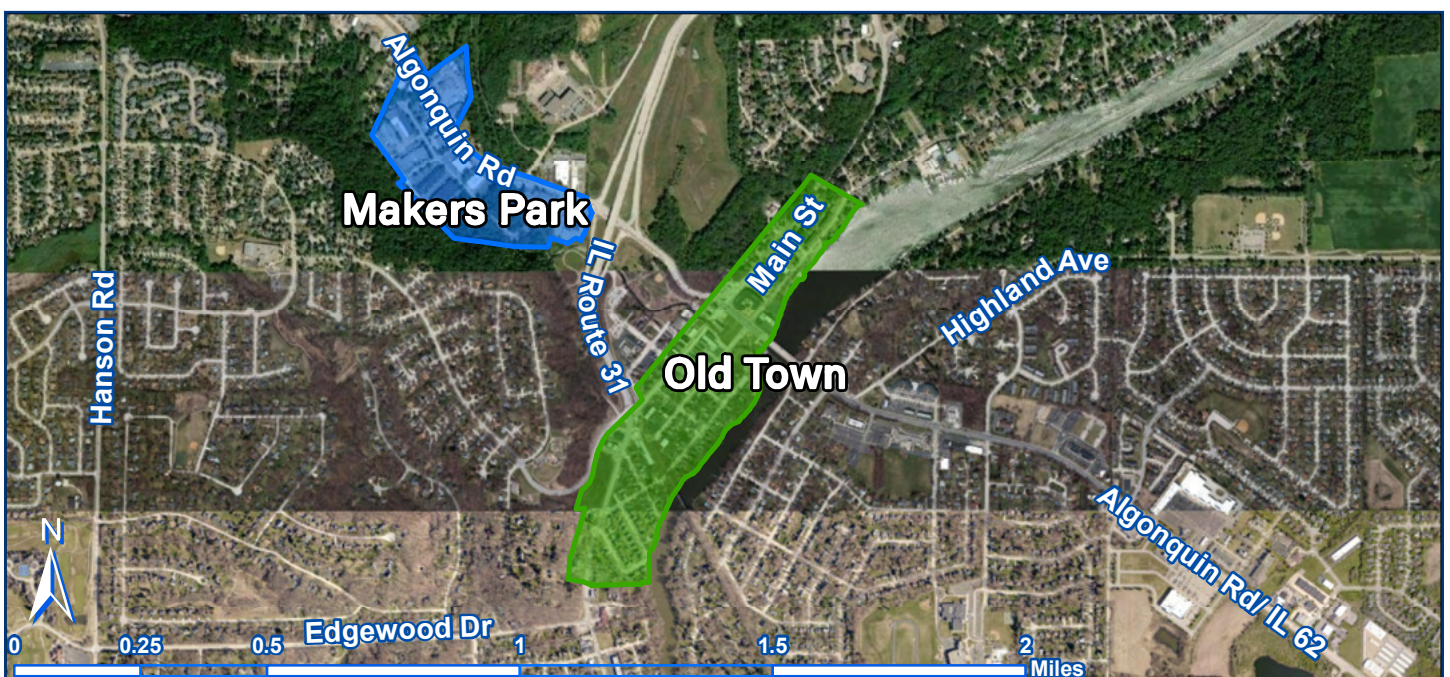 Algonquin Rd
Makers Park
Main St
IL Route 31
Highland Ave
Hanson Rd
Old Town
Algonquin Rd/ IL 62
N
Edgewood Dr
0 0.25 0.5 1 1.5 2
Miles